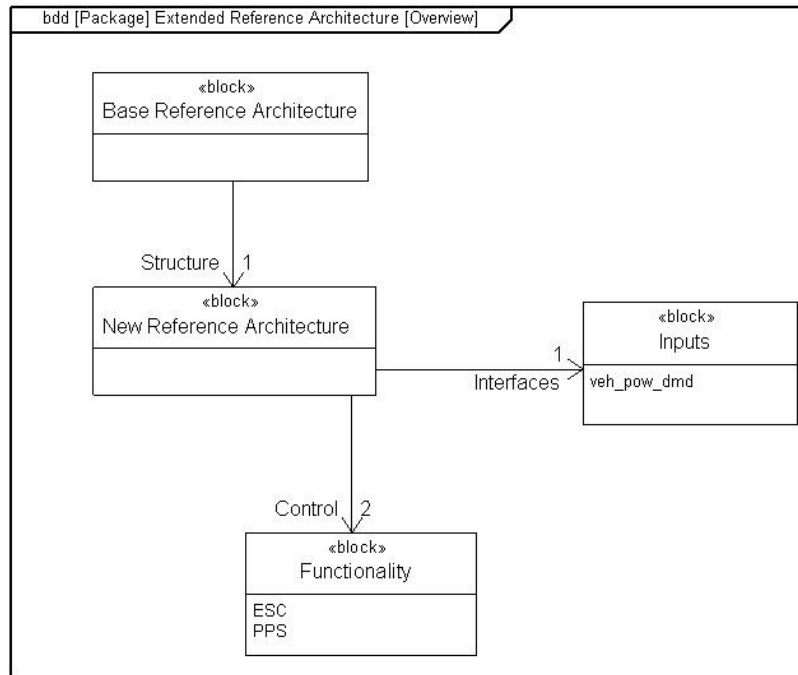 bdd [Package] Extended Reference Architecture [Overview]
«block»
Base Reference Architecture
Structure 1
«block»
New Reference Architecture
1
Interfaces
«block»
Inputs
veh_pow_dmd
Control 2
«block»
Functionality
ESC
PPS